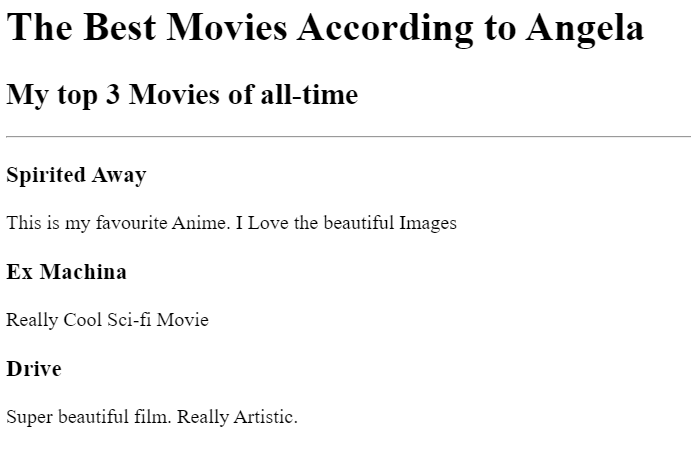 The Best Movies According to Angela
My top 3 Movies of all-time
Spirited Away
This is my favourite Anime. I Love the beautiful Images
Ex Machina
Really Cool Sci-fi Movie
Drive
Super beautiful film. Really Artistic.